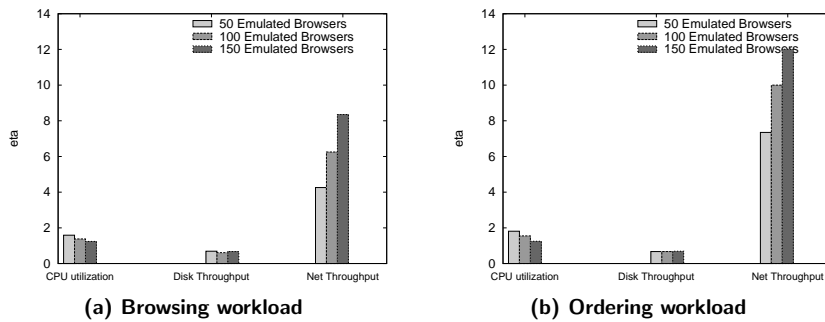 14
12
10
8
6
4
2
0
eta
50 Emulated Browsers
100 Emulated Browsers
150 Emulated Browsers
CPU utilization Disk Throughput Net Throughput
(a) Browsing workload
14
12
10
8
6
4
2
0
eta
50 Emulated Browsers
100 Emulated Browsers
150 Emulated Browsers
CPU utilization Disk Throughput Net Throughput
(b) Ordering workload